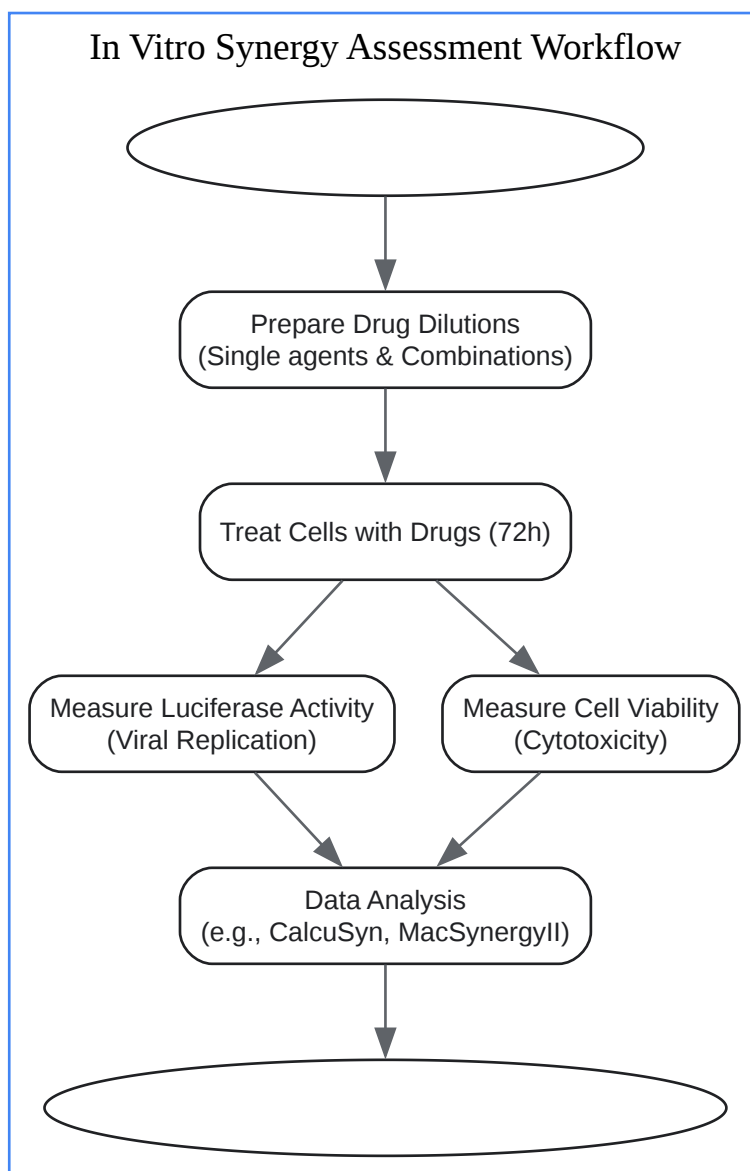 In Vitro Synergy Assessment Workflow
Prepare Drug Dilutions
(Single agents & Combinations)
Treat Cells with Drugs (72h)
Measure Luciferase Activity
(Viral Replication)
Measure Cell Viability
(Cytotoxicity)
Data Analysis
(e.g., CalcuSyn, MacSynergyII)